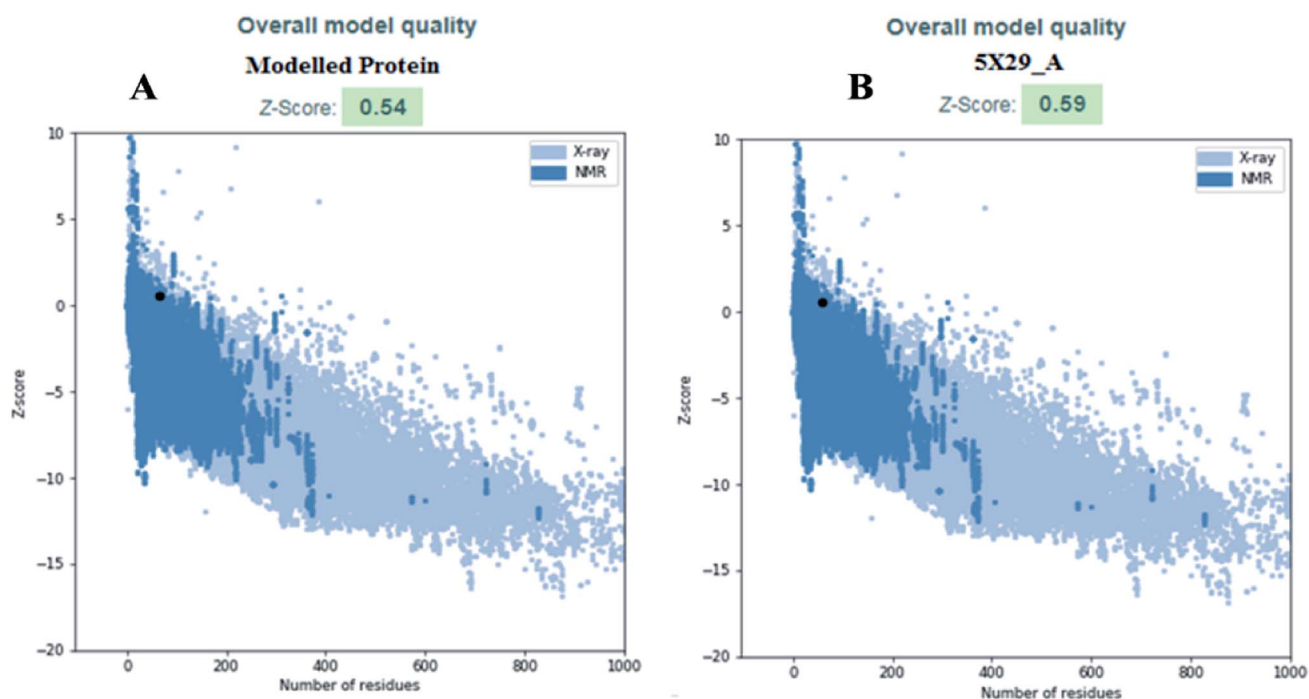 Overall model quality
Modelled Protein
A
Z-Score: 0.54
10
5
0
−5
−10
−15
−20
Z-score
X-ray
NMR
0 200 400 600 800 1000
Number of residues
Overall model quality
5X29_A
B
Z-Score: 0.59
10
5
0
−5
−10
−15
−20
Z-score
X-ray
NMR
0 200 400 600 800 1000
Number of residues